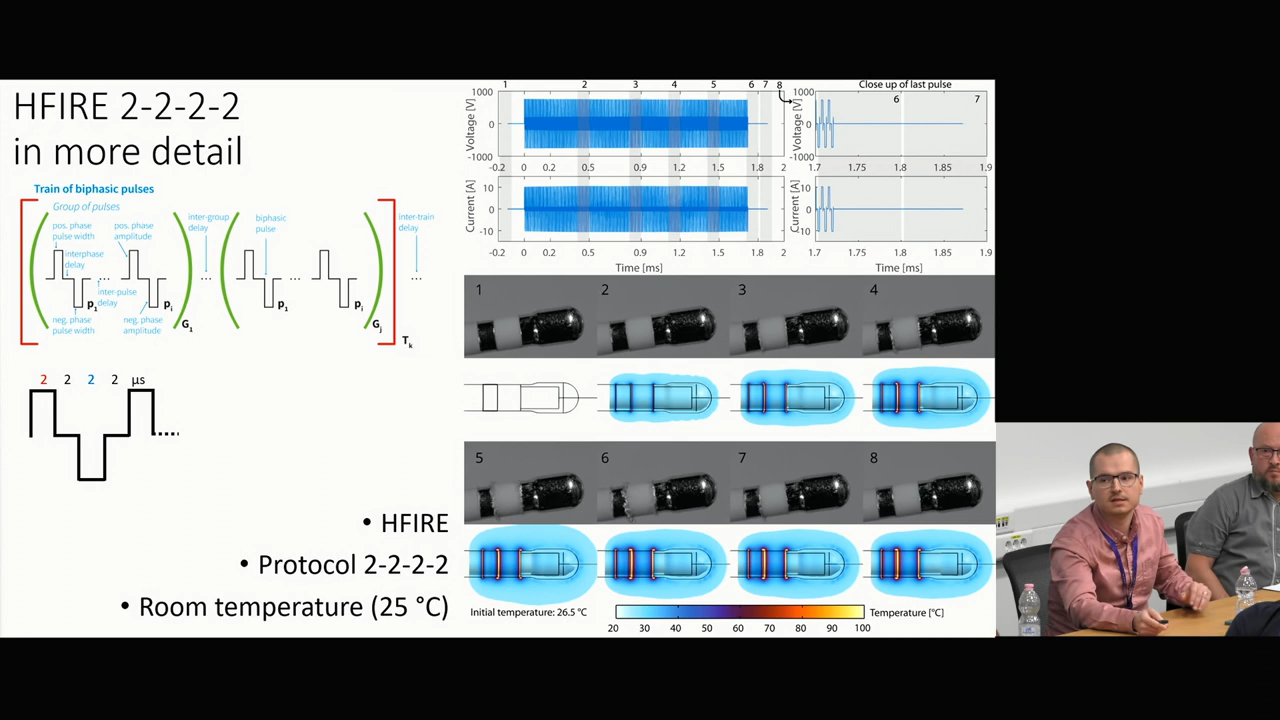 HFIRE 2-2-2-2
in more detail
Train of biphasic pulses
Group of pulses
pos. phase
pulse width
pos. phase
amplitude
interphase
delay
inter-pulse
delay
neg. phase
pulse width
neg. phase
amplitude
p1
pi
G1
inter-group
delay
biphasic
pulse
p1
pi
Gj
Tk
inter-train
delay
2 2 2 2 µs
• HFIRE
• Protocol 2-2-2-2
• Room temperature (25 °C)
1 2 3 4 5 6 7 8
Voltage [V]
1000
0
-1000
-0.2 0 0.2 0.5 0.9 1.2 1.5 1.8 2
Close up of last pulse
6 7
Voltage [V]
1.7 1.75 1.8 1.85 1.9
Current [A]
10
0
-10
-0.2 0 0.2 0.5 0.9 1.2 1.5 1.8 2
Time [ms]
Current [A]
1.7 1.75 1.8 1.85 1.9
Time [ms]
1 2 3 4
5 6 7 8
Initial temperature: 26.5 °C
20 30 40 50 60 70 80 90 100
Temperature [°C]